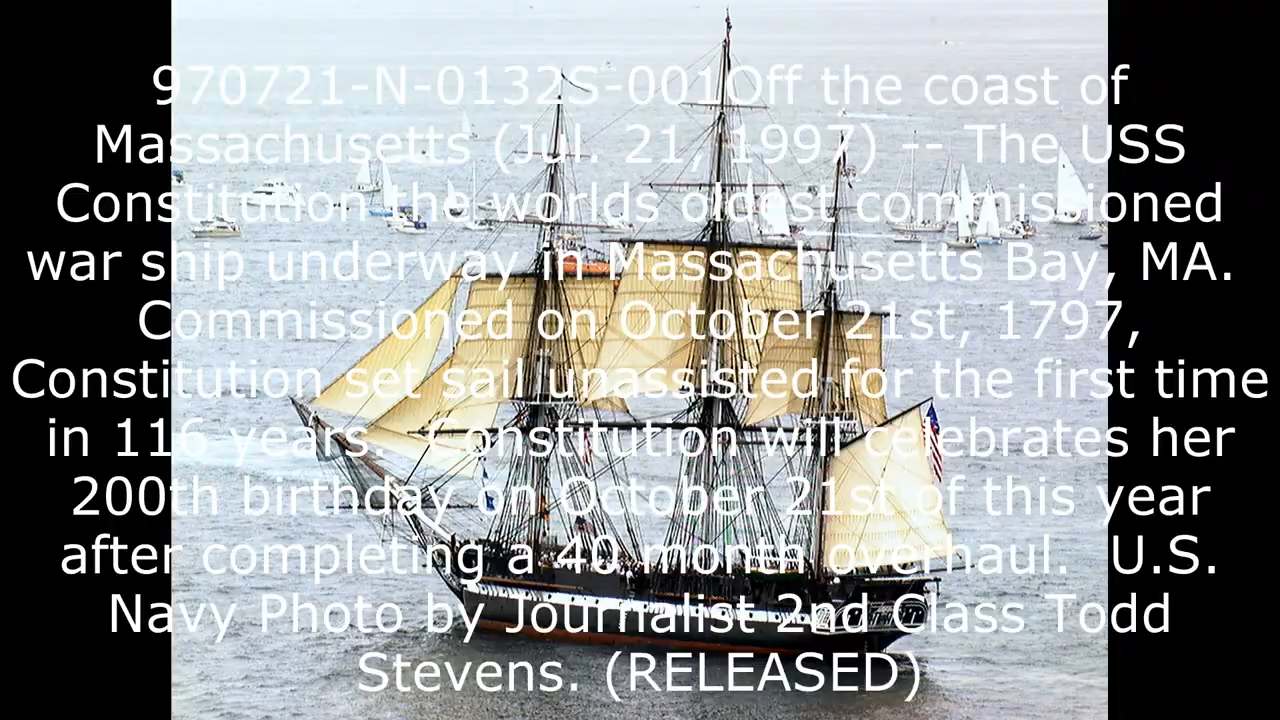 970721-N-0132S-001Off the coast of
Massachusetts (Jul. 21, 1997) -- The USS
Constitution the worlds oldest commissioned
war ship underway in Massachusetts Bay, MA.
Commissioned on October 21st, 1797,
Constitution set sail unassisted for the first time
in 116 years.  Constitution will celebrates her
200th birthday on October 21st of this year
after completing a 40 month overhaul.  U.S.
Navy Photo by Journalist 2nd Class Todd
Stevens. (RELEASED)